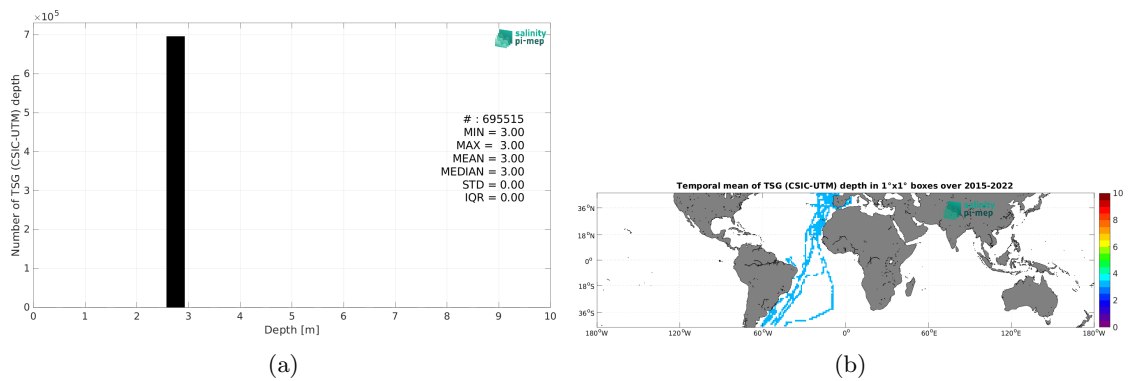 ×10⁵
7
6
5
4
3
2
1
0
Number of TSG (CSIC-UTM) depth
salinity
pi-mep
# : 695515
MIN = 3.00
MAX = 3.00
MEAN = 3.00
MEDIAN = 3.00
STD = 0.00
IQR = 0.00
0 1 2 3 4 5 6 7 8 9 10
Depth [m]
(a)
Temporal mean of TSG (CSIC-UTM) depth in 1°x1° boxes over 2015-2022
salinity
pi-mep
36°N
18°N
0°
18°S
36°S
180°W 120°W 60°W 0° 60°E 120°E 180°E
10
8
6
4
2
0
(b)